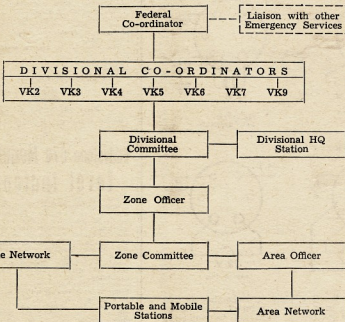 Federal
Co-ordinator
Liaison with other
Emergency Services
DIVISIONAL CO-ORDINATORS
VK2 VK3 VK4 VK5 VK6 VK7 VK9
Divisional
Committee
Divisional HQ
Station
Zone Officer
e Network
Zone Committee
Area Officer
Portable and Mobile
Stations
Area Network